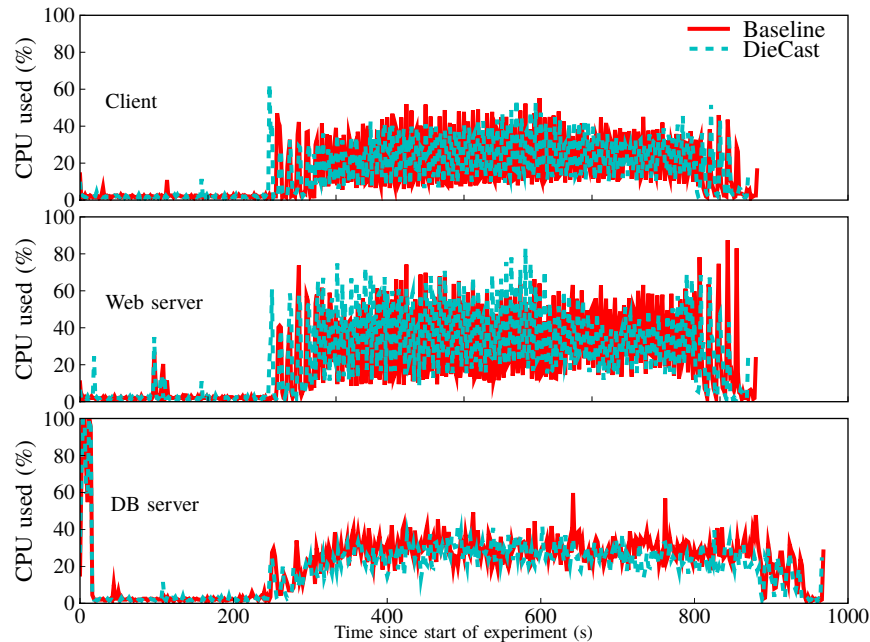 100
80
60
40
20
0
CPU used (%)
Client
Baseline
DieCast
100
80
60
40
20
0
CPU used (%)
Web server
100
80
60
40
20
0
CPU used (%)
DB server
0
200
400
600
800
1000
Time since start of experiment (s)